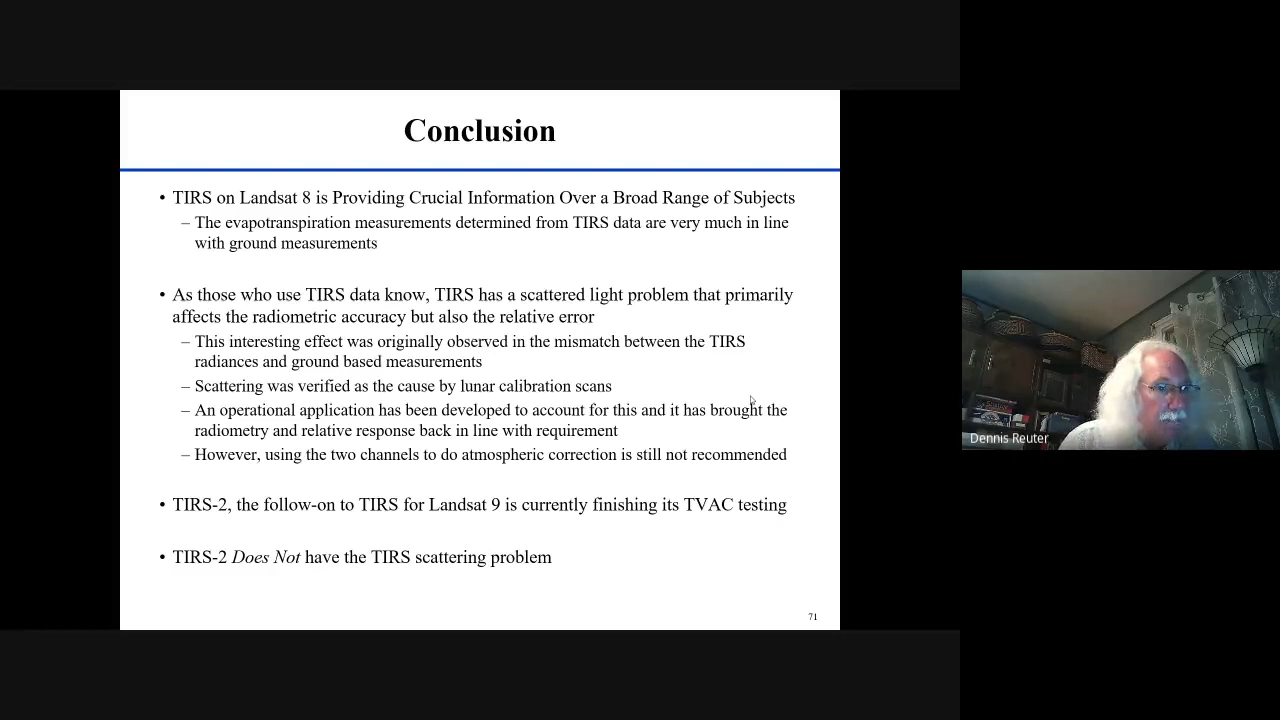 Conclusion
• TIRS on Landsat 8 is Providing Crucial Information Over a Broad Range of Subjects
– The evapotranspiration measurements determined from TIRS data are very much in line
with ground measurements
• As those who use TIRS data know, TIRS has a scattered light problem that primarily
affects the radiometric accuracy but also the relative error
– This interesting effect was originally observed in the mismatch between the TIRS
radiances and ground based measurements
– Scattering was verified as the cause by lunar calibration scans
– An operational application has been developed to account for this and it has brought the
radiometry and relative response back in line with requirement
– However, using the two channels to do atmospheric correction is still not recommended
• TIRS-2, the follow-on to TIRS for Landsat 9 is currently finishing its TVAC testing
• TIRS-2 Does Not have the TIRS scattering problem
71
Dennis Reuter